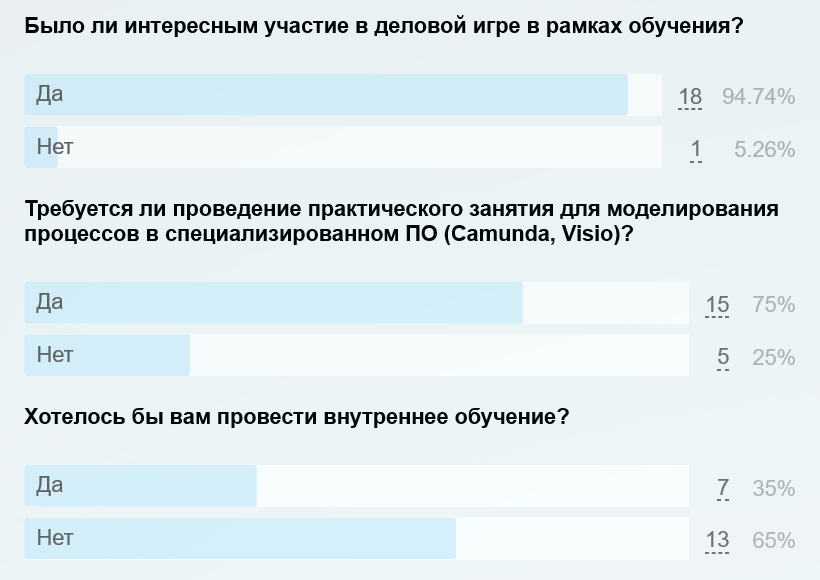 Было ли интересным участие в деловой игре в рамках обучения?
Да 18 94.74%
Нет 1 5.26%
Требуется ли проведение практического занятия для моделирования
процессов в специализированном ПО (Camunda, Visio)?
Да 15 75%
Нет 5 25%
Хотелось бы вам провести внутреннее обучение?
Да 7 35%
Нет 13 65%